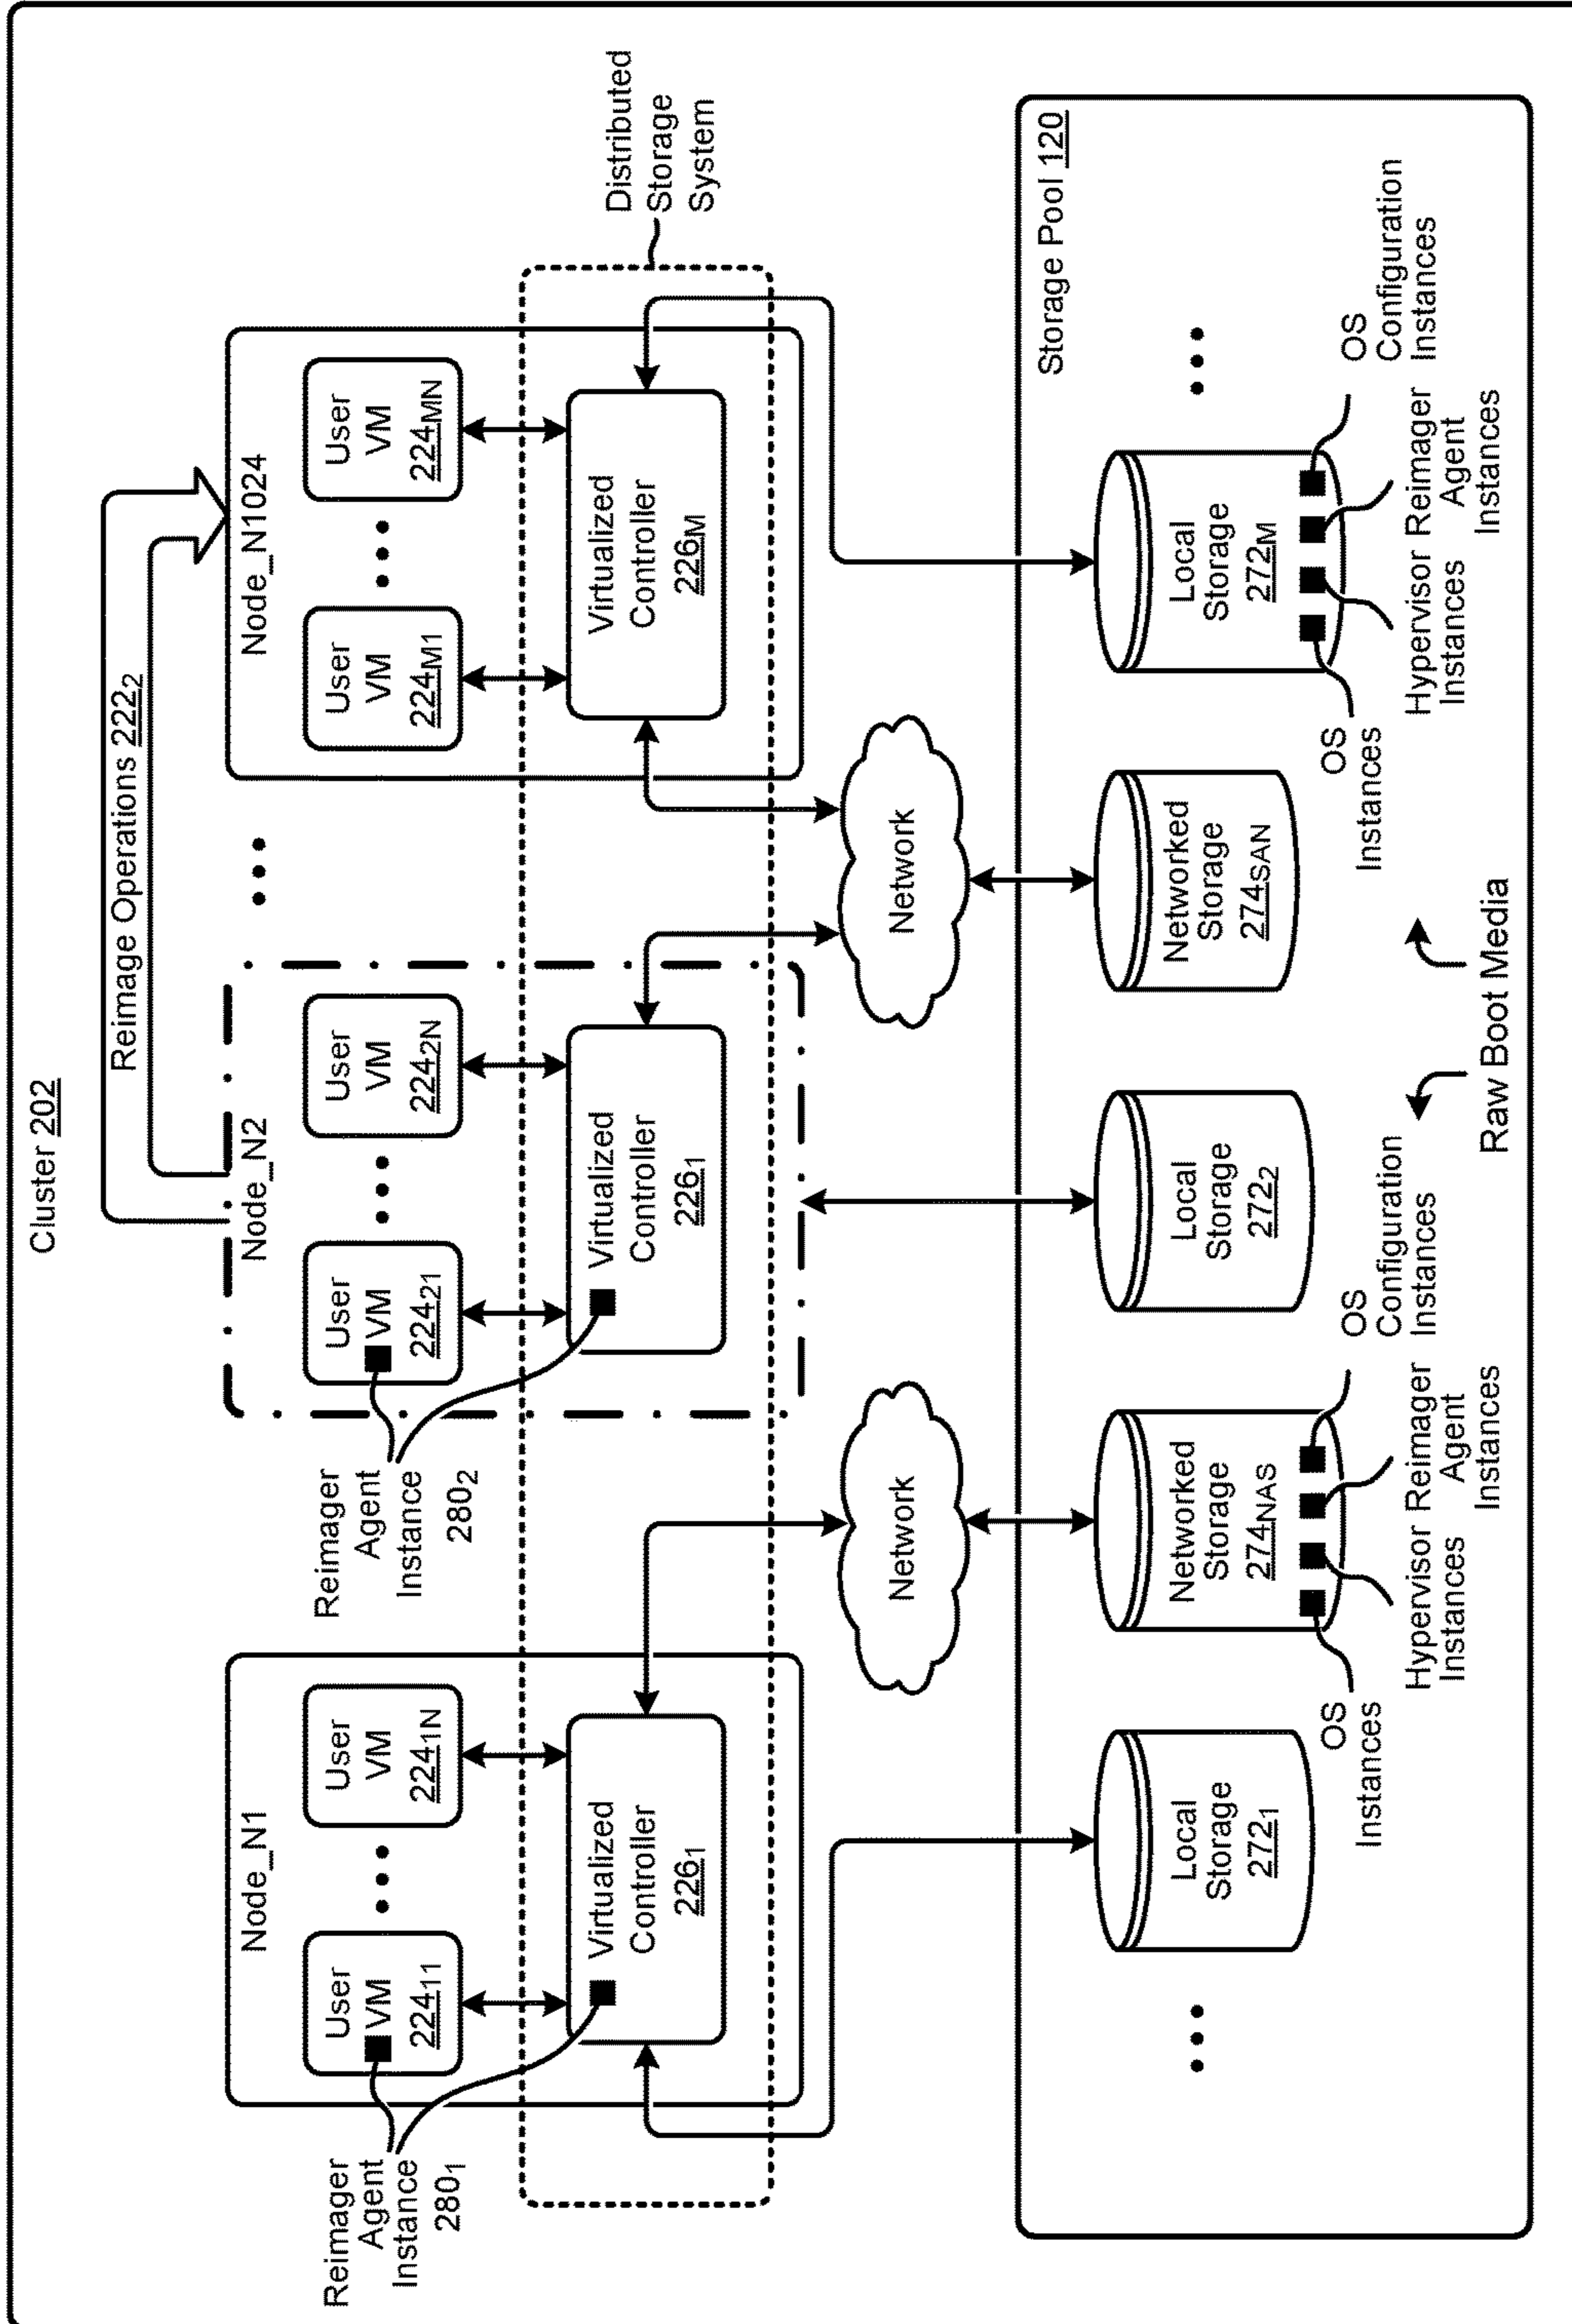 Cluster 202
Reimage Operations 222₂
Node_N1
User
VM
224₁₁
User
VM
224₁N
Virtualized
Controller
226₁
Reimager
Agent
Instance
280₁
Node_N2
User
VM
224₂₁
User
VM
224₂N
Virtualized
Controller
226₁
Reimager
Agent
Instance
280₂
Node_N1024
User
VM
224M1
User
VM
224MN
Virtualized
Controller
226M
Distributed
Storage
System
Network
Network
Storage Pool 120
Local
Storage
272₁
Networked
Storage
274NAS
Local
Storage
272₂
Networked
Storage
274SAN
Local
Storage
272M
OS
Instances
Hypervisor
Instances
Reimager
Agent
Instances
OS
Configuration
Instances
Raw Boot Media
OS
Instances
Hypervisor
Instances
Reimager
Agent
Instances
OS
Configuration
Instances